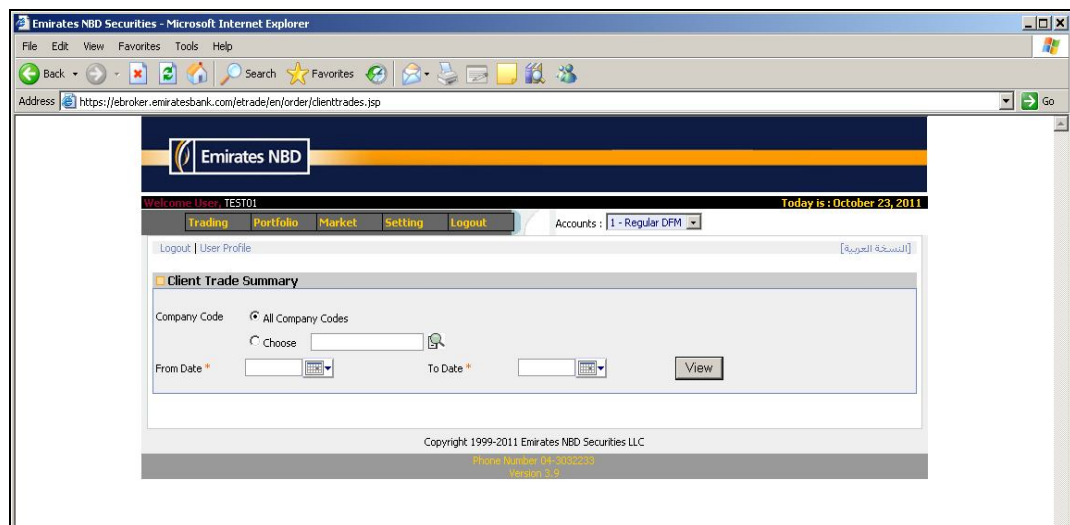 Emirates NBD Securities - Microsoft Internet Explorer
File Edit View Favorites Tools Help
Back Search Favorites
Address https://ebroker.emiratesbank.com/etrade/en/order/clienttrades.jsp Go
Emirates NBD
Welcome User, TEST01 Today is : October 23, 2011
Trading Portfolio Market Setting Logout Accounts : 1 - Regular DFM
Logout | User Profile [النسخة العربية]
Client Trade Summary
Company Code All Company Codes
Choose
From Date * To Date * View
Copyright 1999-2011 Emirates NBD Securities LLC
Phone Number 04-3032233
Version 3.9